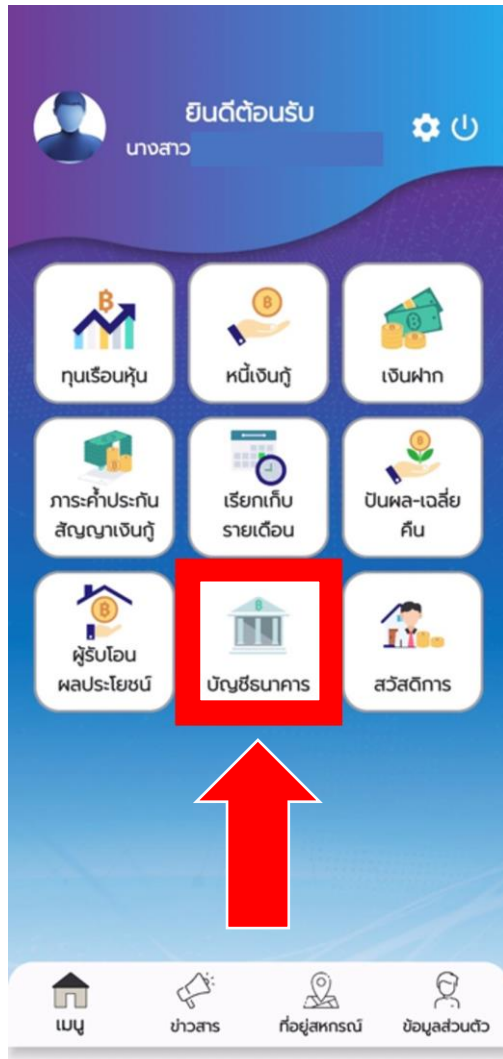 ยินดีต้อนรับ
นางสาว
ทุนเรือนหุ้น
หนี้เงินกู้
เงินฝาก
ภาระค้ำประกัน
สัญญาเงินกู้
เรียกเก็บ
รายเดือน
ปันผล-เฉลี่ย
คืน
ผู้รับโอน
ผลประโยชน์
บัญชีธนาคาร
สวัสดิการ
เมนู
ข่าวสาร
ที่อยู่สหกรณ์
ข้อมูลส่วนตัว